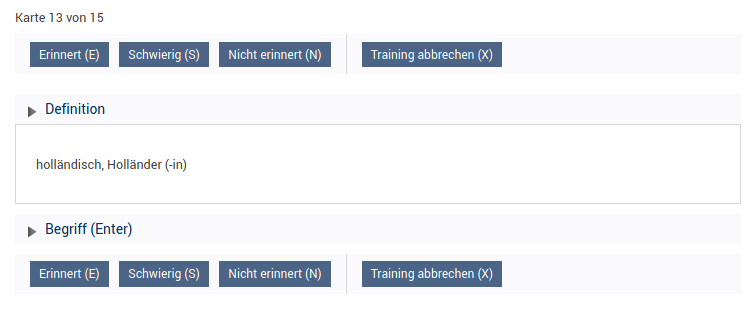 Karte 13 von 15
Erinnert (E) Schwierig (S) Nicht erinnert (N) Training abbrechen (X)
Definition
holländisch, Holländer (-in)
Begriff (Enter)
Erinnert (E) Schwierig (S) Nicht erinnert (N) Training abbrechen (X)